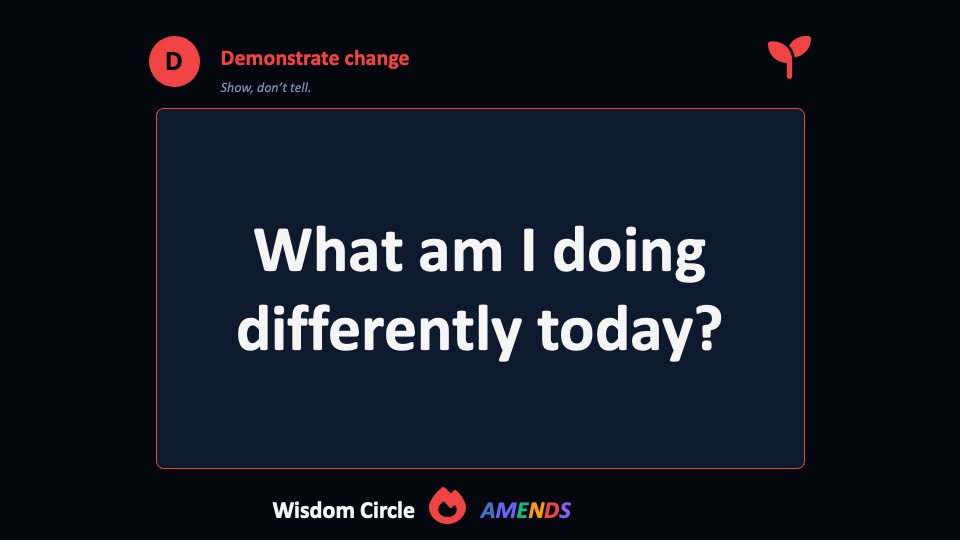 D
Demonstrate change
Show, don’t tell.
What am I doing
differently today?
Wisdom Circle AMENDS